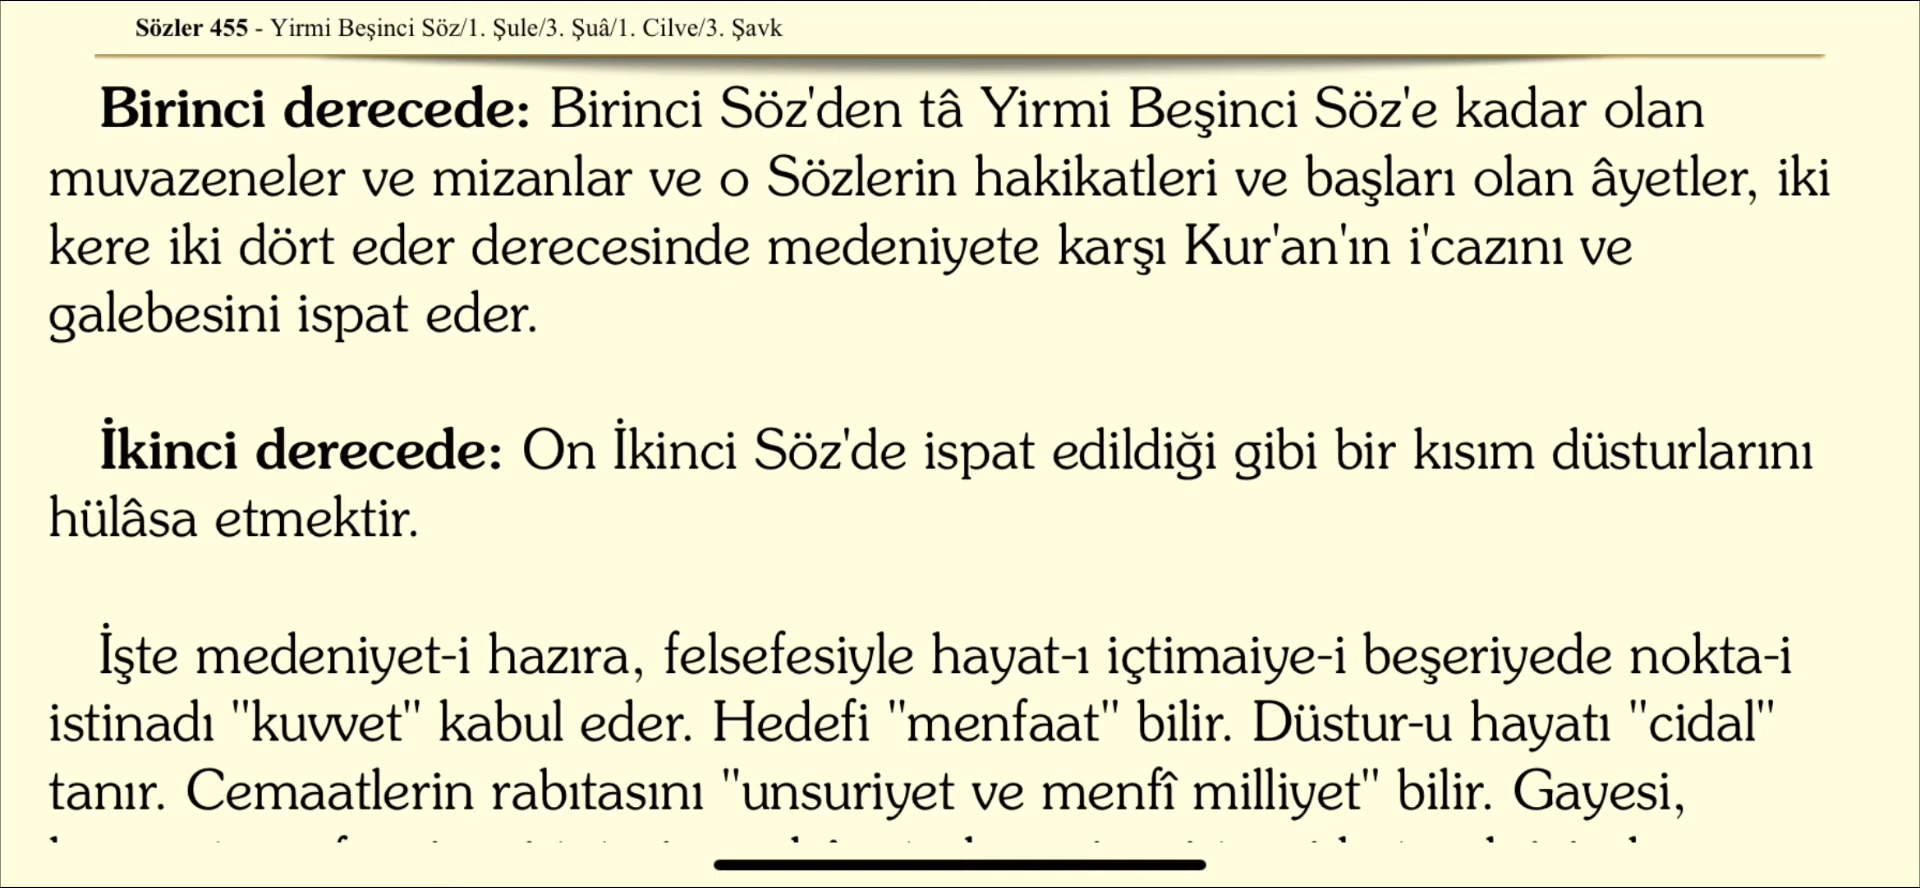 Sözler 455 - Yirmi Beşinci Söz/1. Şule/3. Şuâ/1. Cilve/3. Şavk
Birinci derecede: Birinci Söz'den tâ Yirmi Beşinci Söz'e kadar olan
muvazeneler ve mizanlar ve o Sözlerin hakikatleri ve başları olan âyetler, iki
kere iki dört eder derecesinde medeniyete karşı Kur'an'ın i'cazını ve
galebesini ispat eder.
İkinci derecede: On İkinci Söz'de ispat edildiği gibi bir kısım düsturlarını
hülâsa etmektir.
İşte medeniyet-i hazıra, felsefesiyle hayat-ı içtimaiye-i beşeriyede nokta-i
istinadı "kuvvet" kabul eder. Hedefi "menfaat" bilir. Düstur-u hayatı "cidal"
tanır. Cemaatlerin rabıtasını "unsuriyet ve menfî milliyet" bilir. Gayesi,